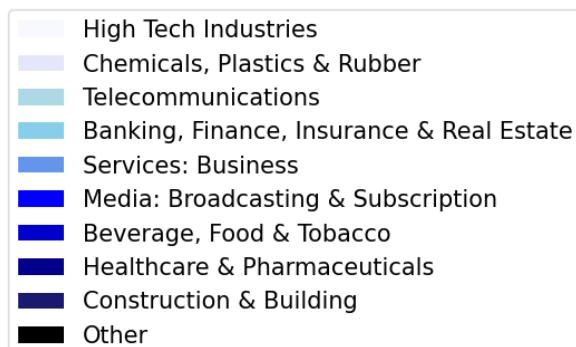 High Tech Industries
Chemicals, Plastics & Rubber
Telecommunications
Banking, Finance, Insurance & Real Estate
Services: Business
Media: Broadcasting & Subscription
Beverage, Food & Tobacco
Healthcare & Pharmaceuticals
Construction & Building
Other